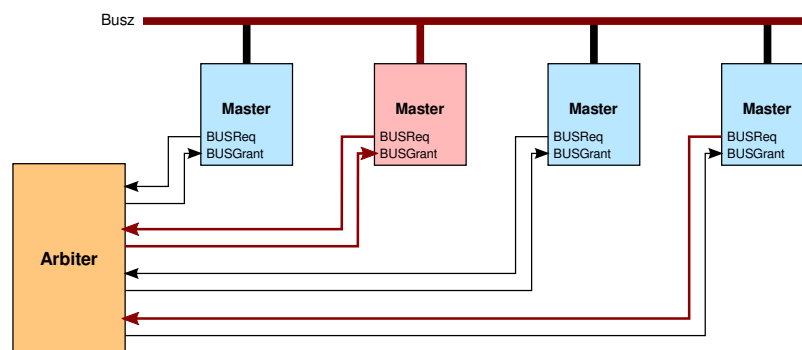 Busz
Master
BUSReq
BUSGrant
Master
BUSReq
BUSGrant
Master
BUSReq
BUSGrant
Master
BUSReq
BUSGrant
Arbiter